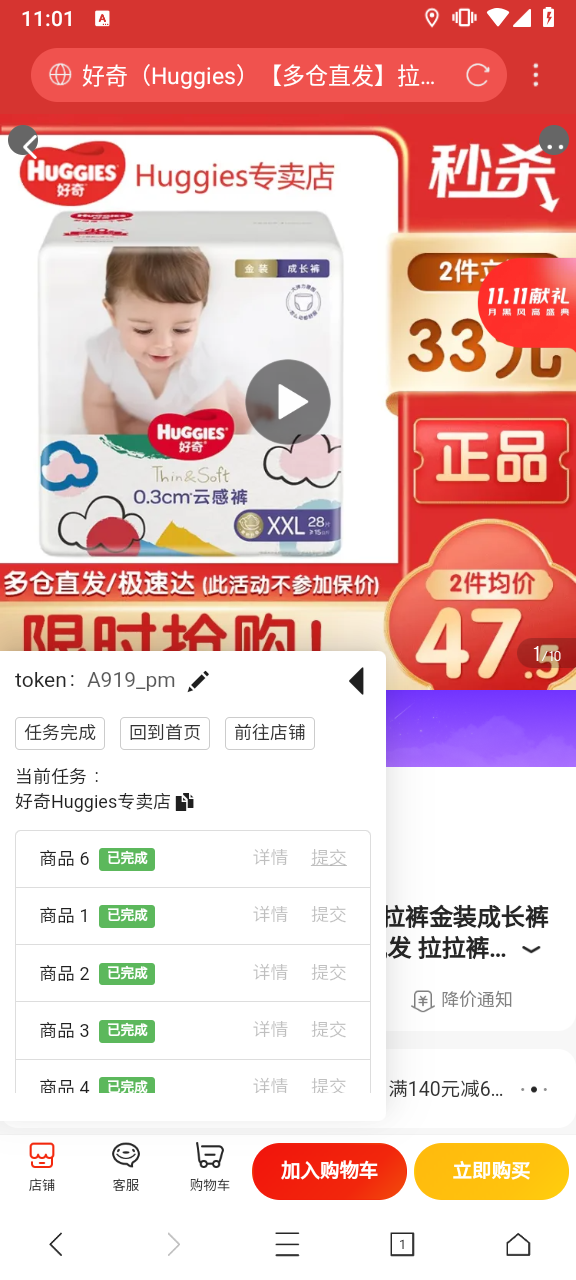 11:01
A
好奇（Huggies）【多仓直发】拉...
HUGGIES
好奇
Huggies专卖店
秒杀
金装 成长裤
2件立
11.11献礼
月黑风高盛典
33元
HUGGIES
好奇
正品
Thin&Soft
0.3cm云感裤
XXL 28片
≥15公斤
多仓直发/极速达 (此活动不参加保价)
2件均价
限时抢购!
47.5
1/10
token: A919_pm
任务完成 回到首页 前往店铺
当前任务：
好奇Huggies专卖店
商品 6 已完成 详情 提交
商品 1 已完成 详情 提交
拉裤金装成长裤
发 拉拉裤...
商品 2 已完成 详情 提交
降价通知
商品 3 已完成 详情 提交
商品 4 已完成 详情 提交
满140元减6...
店铺 客服 购物车 加入购物车 立即购买
1